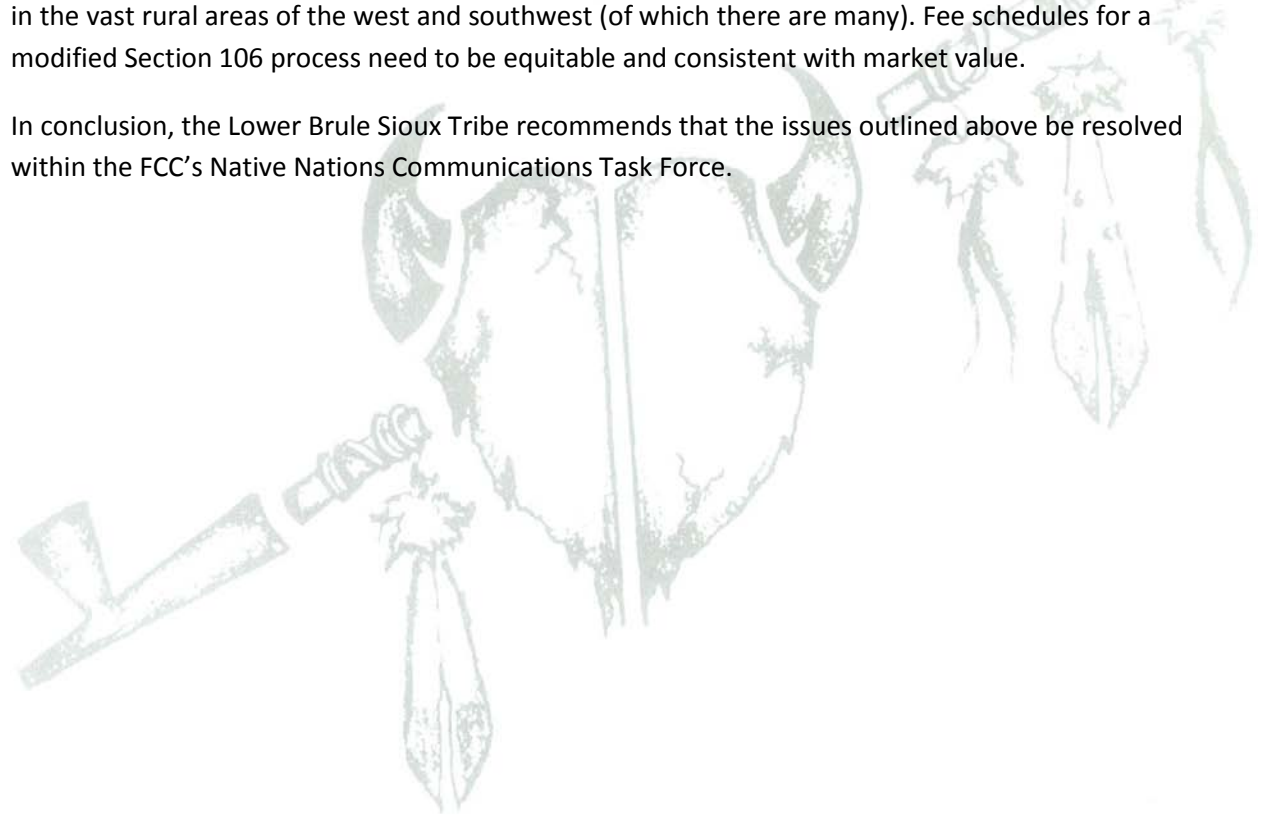 in the vast rural areas of the west and southwest (of which there are many). Fee schedules for a
modified Section 106 process need to be equitable and consistent with market value.
In conclusion, the Lower Brule Sioux Tribe recommends that the issues outlined above be resolved
within the FCC’s Native Nations Communications Task Force.